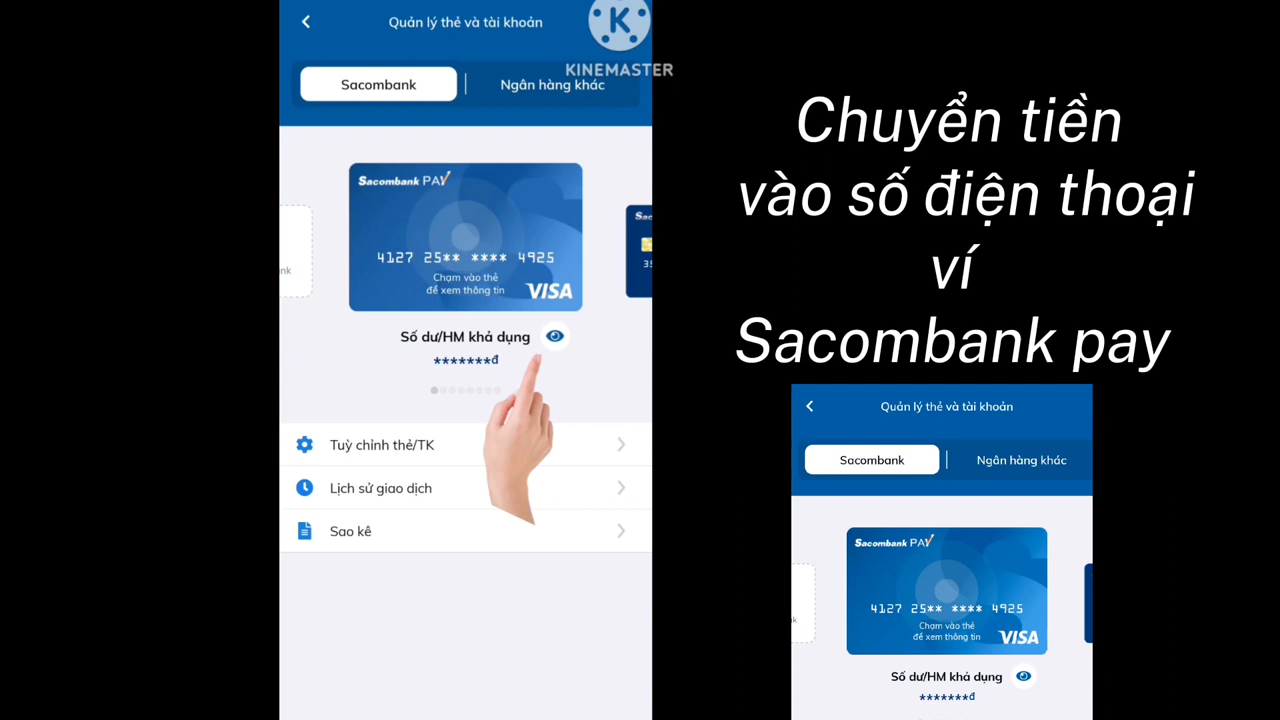 Quản lý thẻ và tài khoản
KINEMASTER
Sacombank
Ngân hàng khác
Sacombank PAY
4127 25** **** 4925
Chạm vào thẻ
để xem thông tin
VISA
nk
Sac
35
Số dư/HM khả dụng
*******đ
Tuỳ chỉnh thẻ/TK
Lịch sử giao dịch
Sao kê
Chuyển tiền
vào số điện thoại
ví
Sacombank pay
Quản lý thẻ và tài khoản
Sacombank
Ngân hàng khác
Sacombank PAY
4127 25** **** 4925
Chạm vào thẻ
để xem thông tin
VISA
k
Số dư/HM khả dụng
*******đ